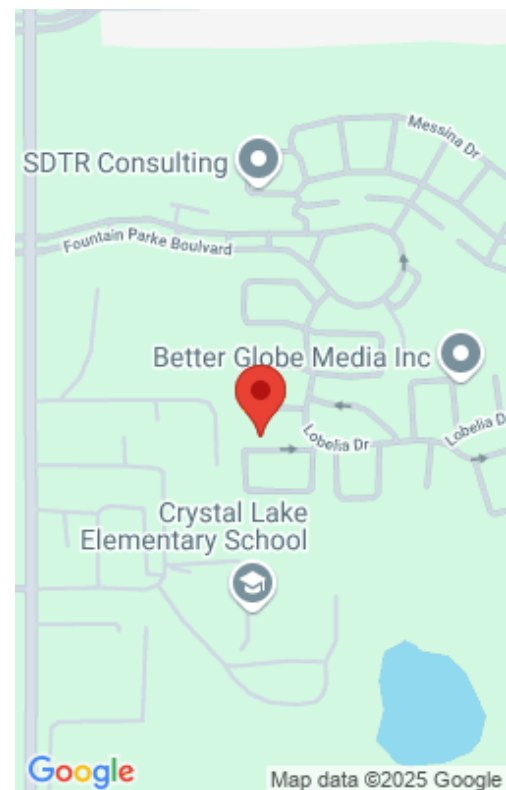 Messina Dr
SDTR Consulting
Fountain Parke Boulvard
Better Globe Media Inc
Lobelia Dr
Lobelia D
Crystal Lake
Elementary School
Google
Map data ©2025 Google